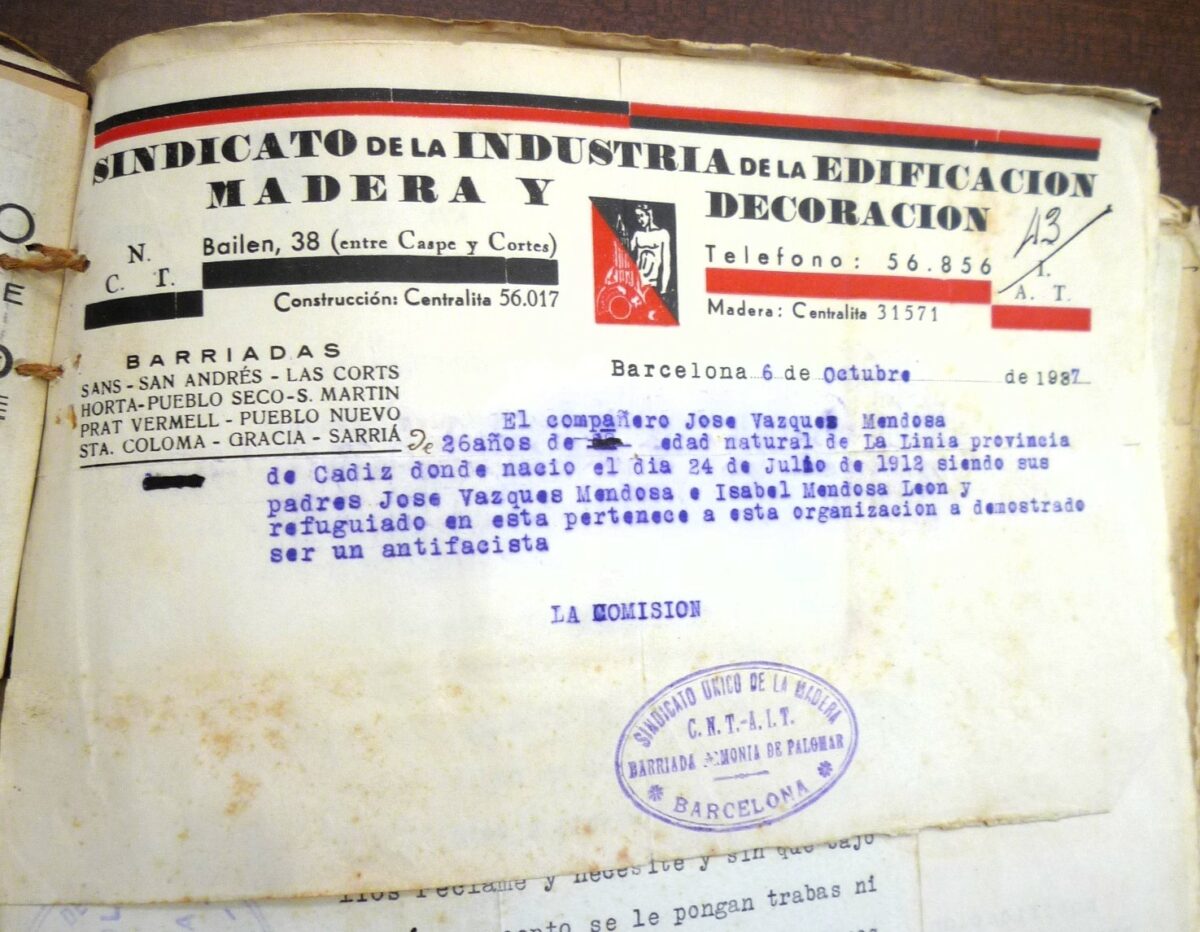 SINDICATO DE LA INDUSTRIA DE LA EDIFICACION
MADERA Y DECORACION
N.
C. T.
Bailen, 38 (entre Caspe y Cortes)
Construcción: Centralita 56.017
Telefono: 56.856
Madera: Centralita 31571
43
I.
A. T.
BARRIADAS
SANS - SAN ANDRÉS - LAS CORTS
HORTA-PUEBLO SECO-S. MARTIN
PRAT VERMELL - PUEBLO NUEVO
STA. COLOMA - GRACIA - SARRIÁ
Barcelona 6 de Octubre de 1937
El compañero Jose Vazques Mendosa
De 26años de edad natural de La Linia provincia
de Cadiz donde nacio el dia 24 de Julio de 1912 siendo sus
padres Jose Vazques Mendosa e Isabel Mendosa Leon y
refuguiado en esta pertenece a esta organizacion a demostrado
ser un antifacista
LA COMISION
SINDICATO UNICO DE LA MADERA
C. N. T.-A. I. T.
BARRIADA ARMONIA DE PALOMAR
BARCELONA
reclame y necesite y sin que
se le pongan trabas ni